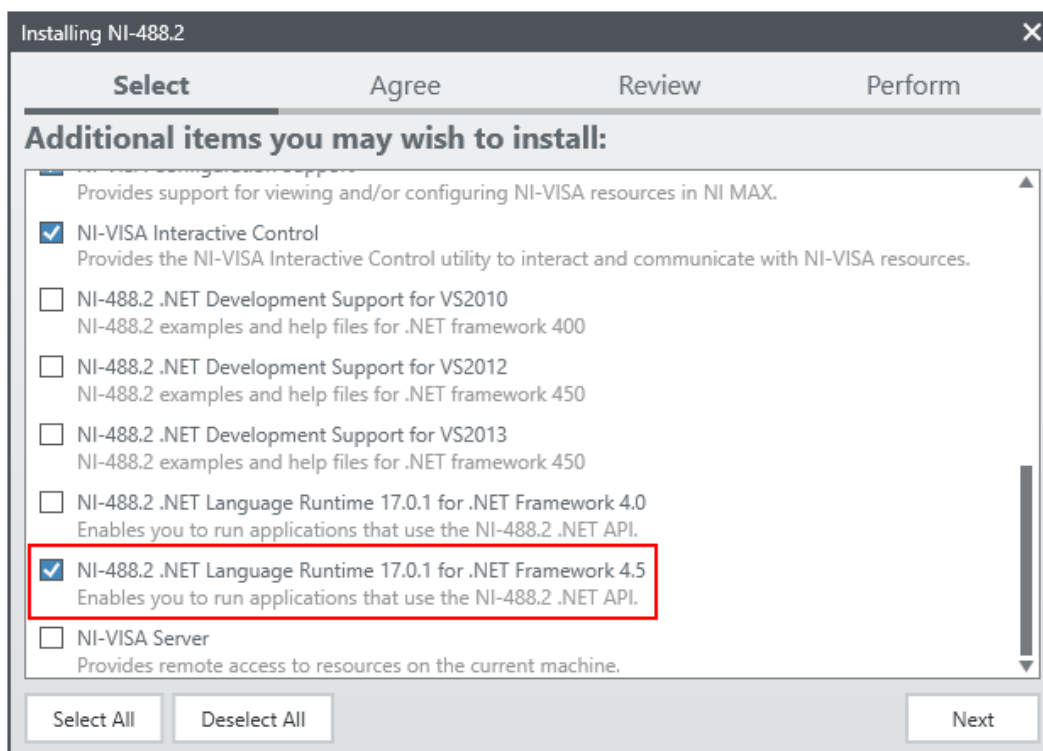 Installing NI-488.2
Select Agree Review Perform
Additional items you may wish to install:
NI-VISA Configuration Support
Provides support for viewing and/or configuring NI-VISA resources in NI MAX.
NI-VISA Interactive Control
Provides the NI-VISA Interactive Control utility to interact and communicate with NI-VISA resources.
NI-488.2 .NET Development Support for VS2010
NI-488.2 examples and help files for .NET framework 400
NI-488.2 .NET Development Support for VS2012
NI-488.2 examples and help files for .NET framework 450
NI-488.2 .NET Development Support for VS2013
NI-488.2 examples and help files for .NET framework 450
NI-488.2 .NET Language Runtime 17.0.1 for .NET Framework 4.0
Enables you to run applications that use the NI-488.2 .NET API.
NI-488.2 .NET Language Runtime 17.0.1 for .NET Framework 4.5
Enables you to run applications that use the NI-488.2 .NET API.
NI-VISA Server
Provides remote access to resources on the current machine.
Select All Deselect All Next